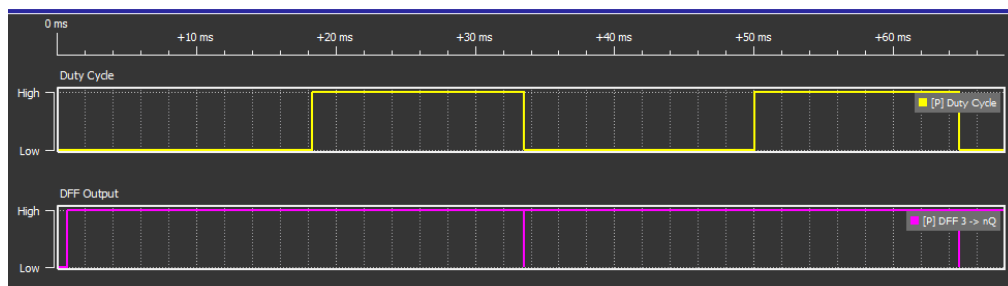 0 ms
+10 ms +20 ms +30 ms +40 ms +50 ms +60 ms
Duty Cycle
High
[P] Duty Cycle
Low
DFF Output
High
[P] DFF 3 -> nQ
Low